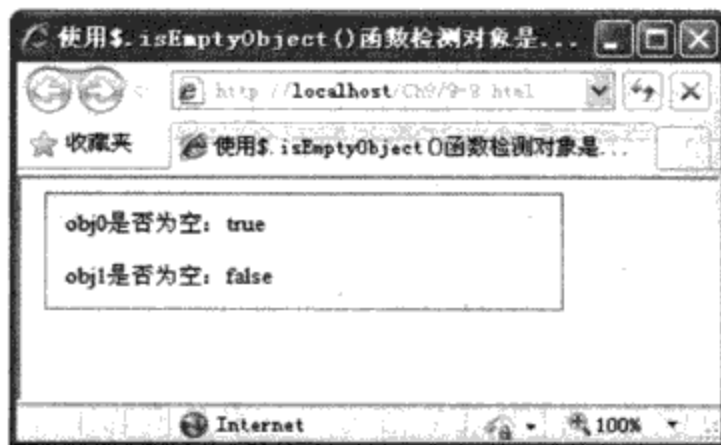 使用$.isEmptyObject()函数检测对象是...
http://localhost/Ch9/9-8.html
收藏夹
使用$.isEmptyObject()函数检测对象是...
obj0是否为空：true
obj1是否为空：false
Internet
100%